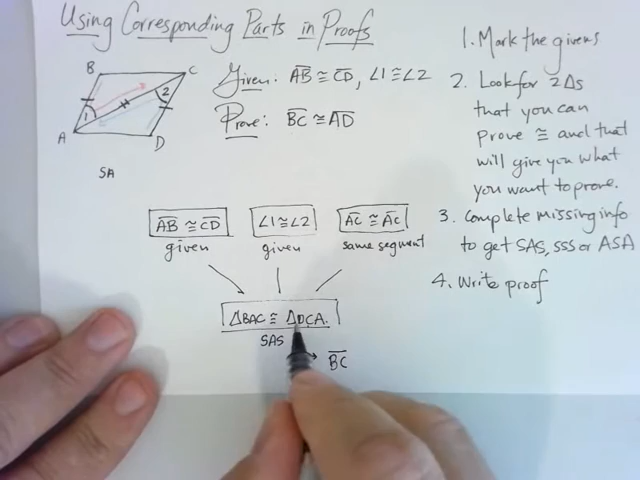 Using Corresponding Parts in Proofs
B
C
1
2
A
D
SA
Given: AB ≅ CD, ∠1 ≅ ∠2
Prove: BC ≅ AD
1. Mark the givens
2. Look for 2 Δs
that you can
prove ≅ and that
will give you what
you want to prove.
3. Complete missing info
to get SAS, SSS or ASA
4. Write proof
AB ≅ CD
given
∠1 ≅ ∠2
given
AC ≅ AC
same segment
ΔBAC ≅ ΔDCA.
SAS
BC